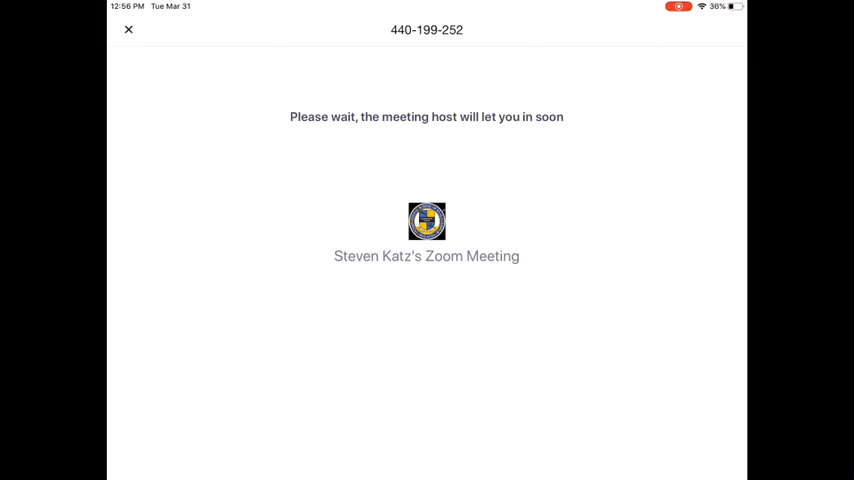 12:56 PM Tue Mar 31 36%
440-199-252
Please wait, the meeting host will let you in soon
Steven Katz's Zoom Meeting